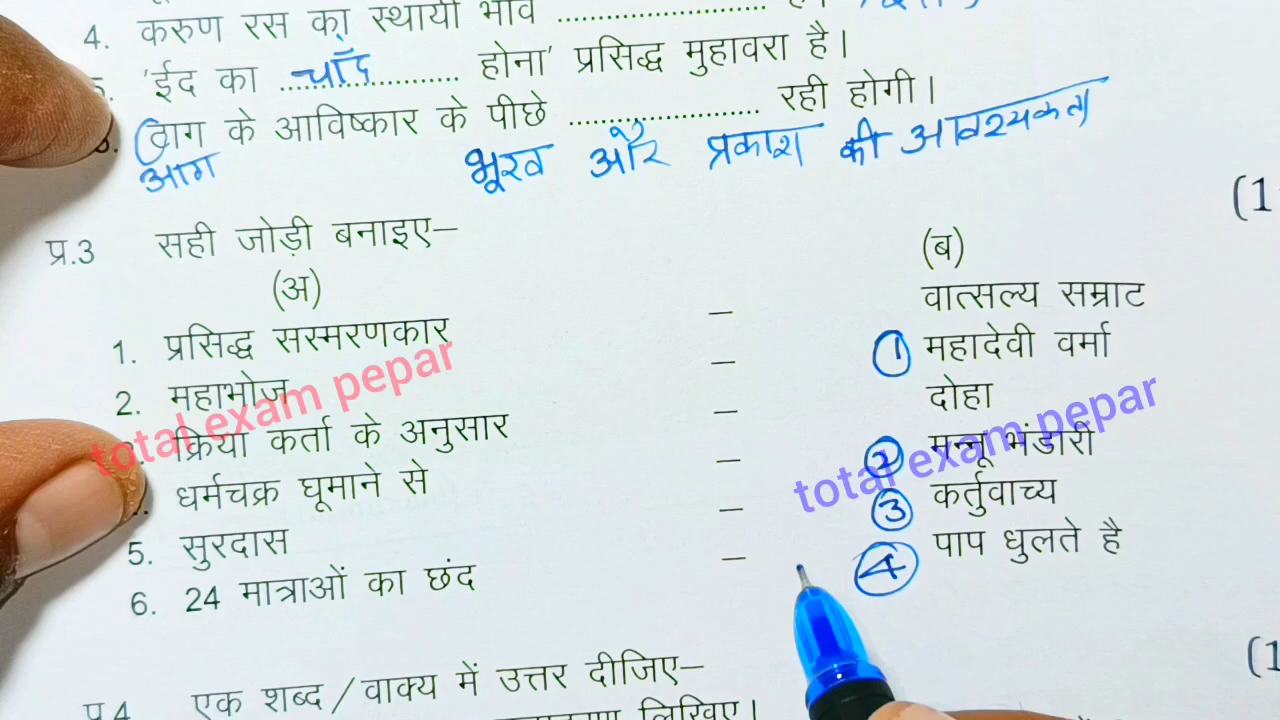 4. करुण रस का स्थायी भाव ........................
'ईद का चाँद होना' प्रसिद्ध मुहावरा है।
आग के आविष्कार के पीछे ........................ रही होगी।
आग भूख और प्रकाश की आवश्यकता
(1
प्र.3 सही जोड़ी बनाइए–
(अ) (ब)
वात्सल्य सम्राट
1. प्रसिद्ध सस्मरणकार – ① महादेवी वर्मा
2. महाभोज – दोहा
क्रिया कर्ता के अनुसार – ② मन्नू भंडारी
धर्मचक्र घूमाने से – ③ कर्तुवाच्य
5. सुरदास – ④ पाप धुलते है
6. 24 मात्राओं का छंद –
total exam pepar
total exam pepar
(1
प्र.4 एक शब्द / वाक्य में उत्तर दीजिए–
लिखिए।